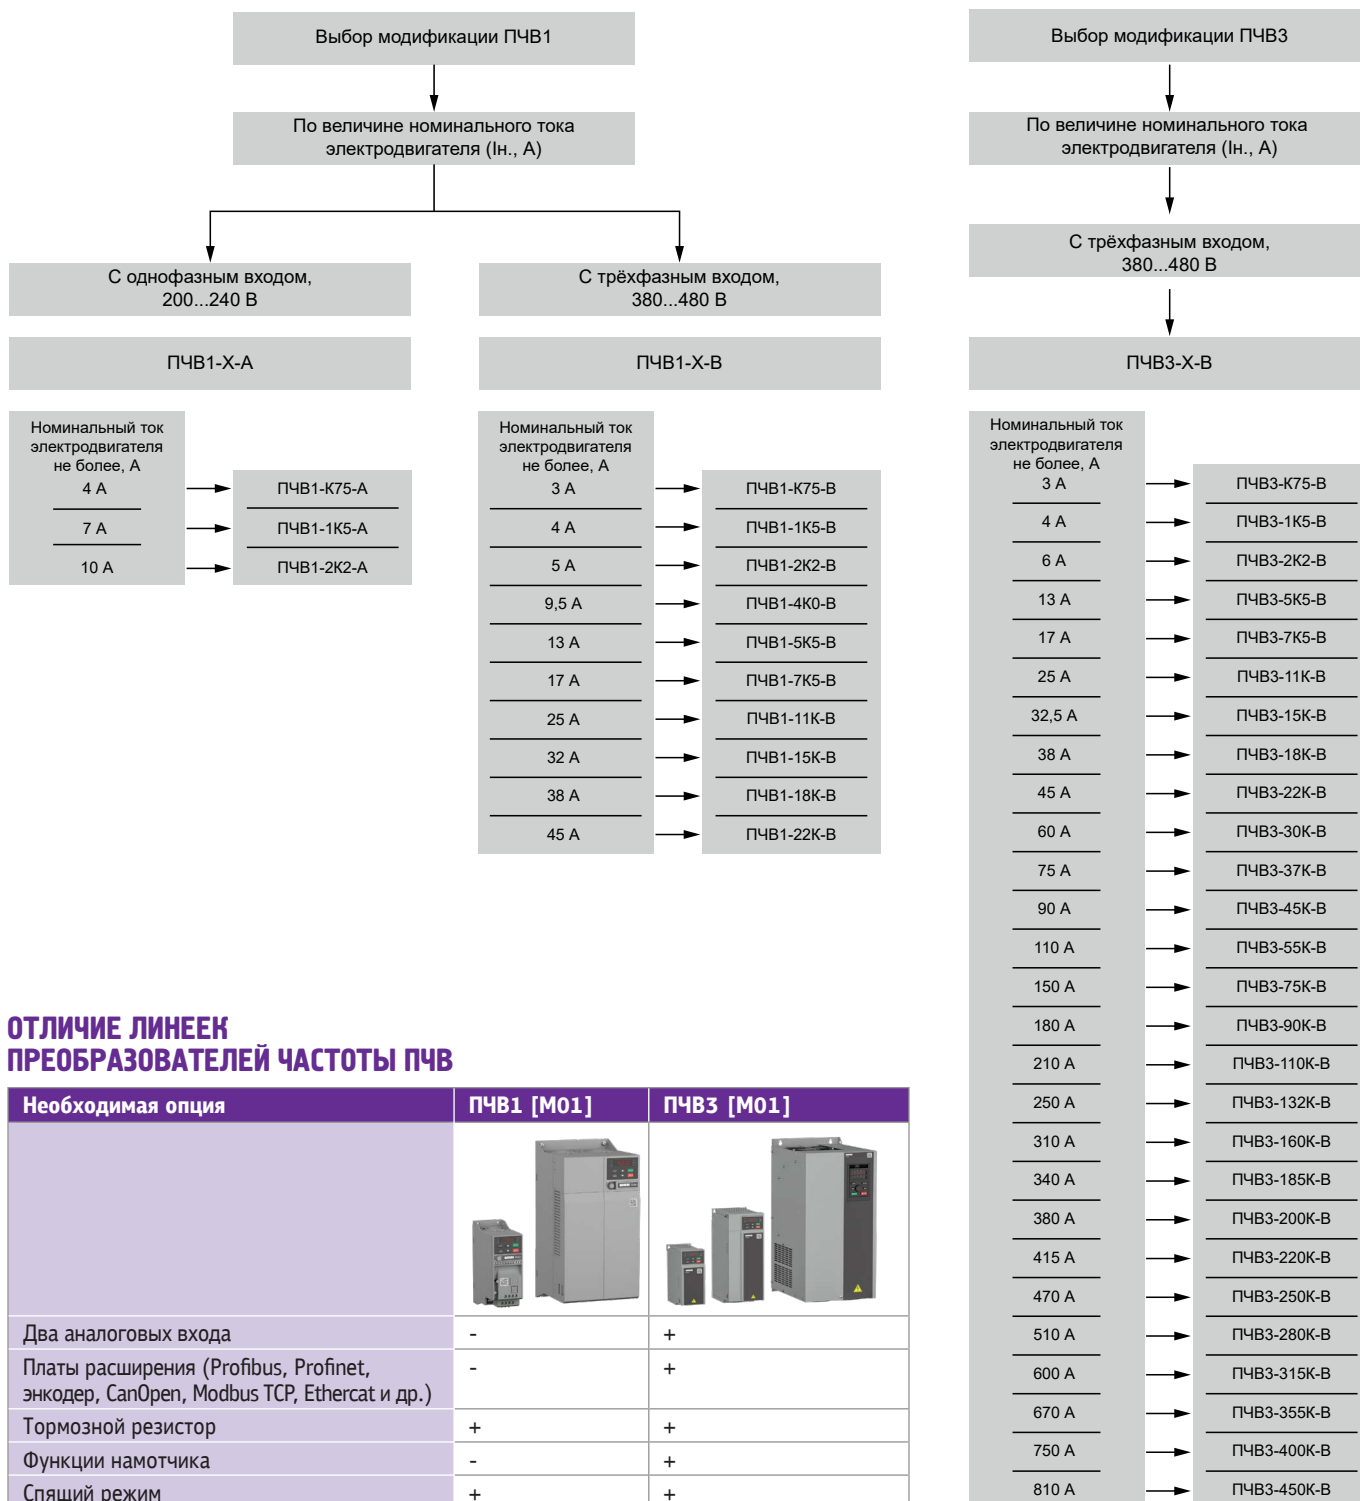 Выбор модификации ПЧВ1
По величине номинального тока
электродвигателя (Iн., А)
С однофазным входом,
200...240 В
С трёхфазным входом,
380...480 В
ПЧВ1-Х-А
ПЧВ1-Х-В
Номинальный ток
электродвигателя
не более, А
4 А
ПЧВ1-К75-А
7 А
ПЧВ1-1К5-А
10 А
ПЧВ1-2К2-А
Номинальный ток
электродвигателя
не более, А
3 А
ПЧВ1-К75-В
4 А
ПЧВ1-1К5-В
5 А
ПЧВ1-2К2-В
9,5 А
ПЧВ1-4К0-В
13 А
ПЧВ1-5К5-В
17 А
ПЧВ1-7К5-В
25 А
ПЧВ1-11К-В
32 А
ПЧВ1-15К-В
38 А
ПЧВ1-18К-В
45 А
ПЧВ1-22К-В
Выбор модификации ПЧВ3
По величине номинального тока
электродвигателя (Iн., А)
С трёхфазным входом,
380...480 В
ПЧВ3-Х-В
Номинальный ток
электродвигателя
не более, А
3 А
ПЧВ3-К75-В
4 А
ПЧВ3-1К5-В
6 А
ПЧВ3-2К2-В
13 А
ПЧВ3-5К5-В
17 А
ПЧВ3-7К5-В
25 А
ПЧВ3-11К-В
32,5 А
ПЧВ3-15К-В
38 А
ПЧВ3-18К-В
45 А
ПЧВ3-22К-В
60 А
ПЧВ3-30К-В
75 А
ПЧВ3-37К-В
90 А
ПЧВ3-45К-В
110 А
ПЧВ3-55К-В
150 А
ПЧВ3-75К-В
180 А
ПЧВ3-90К-В
210 А
ПЧВ3-110К-В
250 А
ПЧВ3-132К-В
310 А
ПЧВ3-160К-В
340 А
ПЧВ3-185К-В
380 А
ПЧВ3-200К-В
415 А
ПЧВ3-220К-В
470 А
ПЧВ3-250К-В
510 А
ПЧВ3-280К-В
600 А
ПЧВ3-315К-В
670 А
ПЧВ3-355К-В
750 А
ПЧВ3-400К-В
810 А
ПЧВ3-450К-В
ОТЛИЧИЕ ЛИНЕЕК
ПРЕОБРАЗОВАТЕЛЕЙ ЧАСТОТЫ ПЧВ
Необходимая опция ПЧВ1 [М01] ПЧВ3 [М01]
Два аналоговых входа - +
Платы расширения (Profibus, Profinet, - +
энкодер, CanOpen, Modbus TCP, Ethercat и др.)
Тормозной резистор + +
Функции намотчика - +
Спящий режим + +